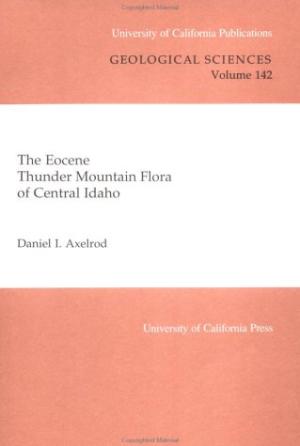 University of California Publications
GEOLOGICAL SCIENCES
Volume 142
The Eocene
Thunder Mountain Flora
of Central Idaho
Daniel I. Axelrod
University of California Press